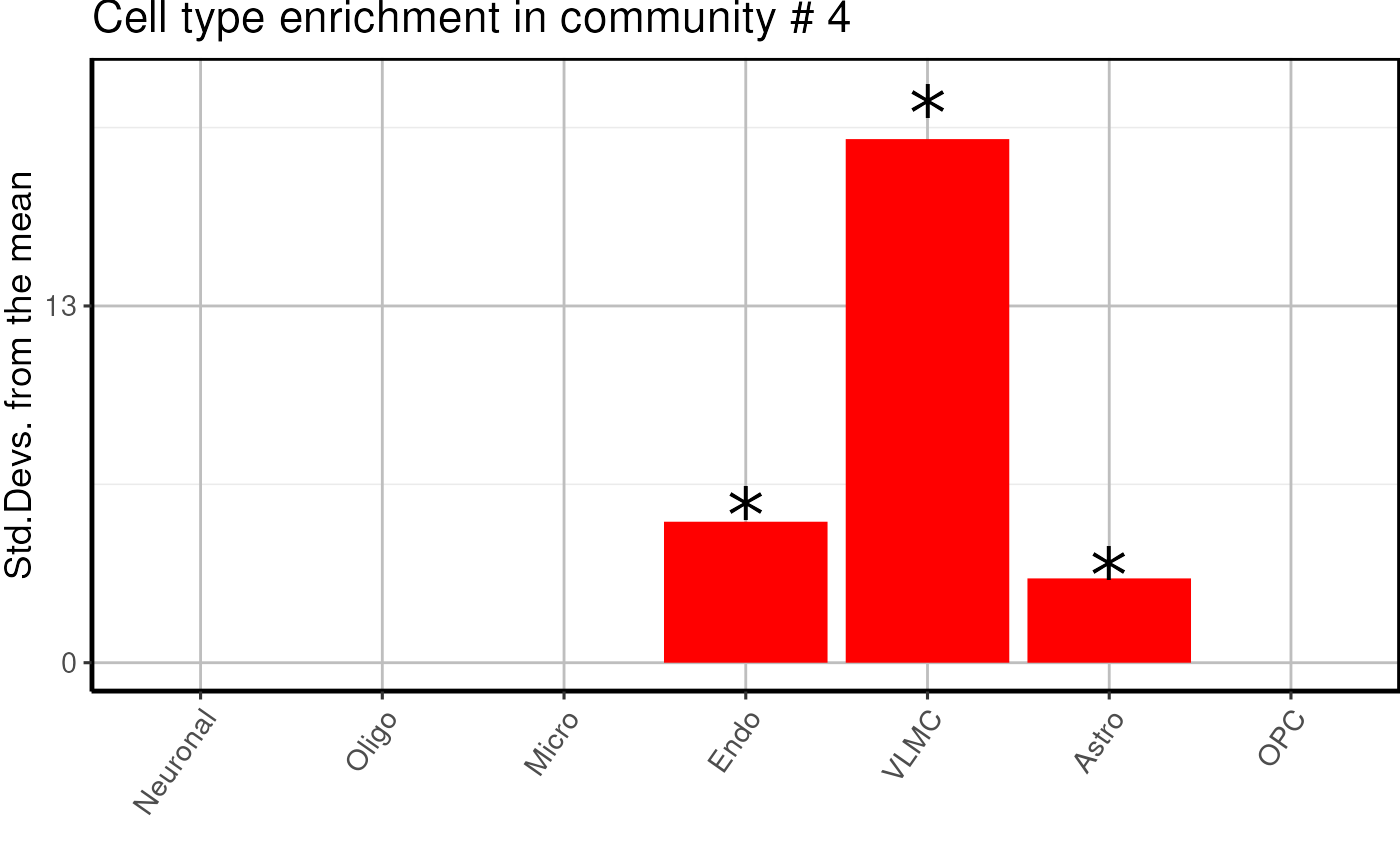 Cell type enrichment in community # 4
Std.Devs. from the mean
13
0
*
*
*
Neuronal
Oligo
Micro
Endo
VLMC
Astro
OPC